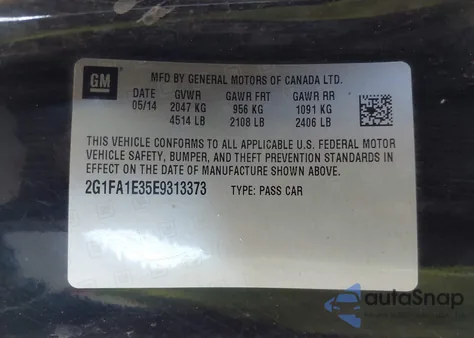 GM
MFD BY GENERAL MOTORS OF CANADA LTD.
DATE GVWR GAWR FRT GAWR RR
05/14 2047 KG 956 KG 1091 KG
4514 LB 2108 LB 2406 LB
THIS VEHICLE CONFORMS TO ALL APPLICABLE U.S. FEDERAL MOTOR
VEHICLE SAFETY, BUMPER, AND THEFT PREVENTION STANDARDS IN
EFFECT ON THE DATE OF MANUFACTURE SHOWN ABOVE.
2G1FA1E35E9313373 TYPE: PASS CAR
autoSnap